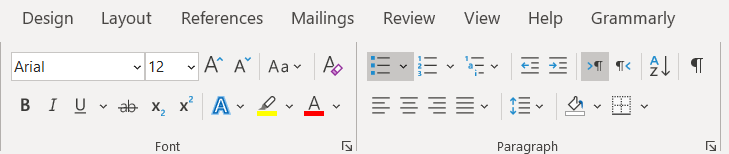 Design Layout References Mailings Review View Help Grammarly
Arial 12 A A Aa A
B I U ab x2 x2 A A
Font Paragraph